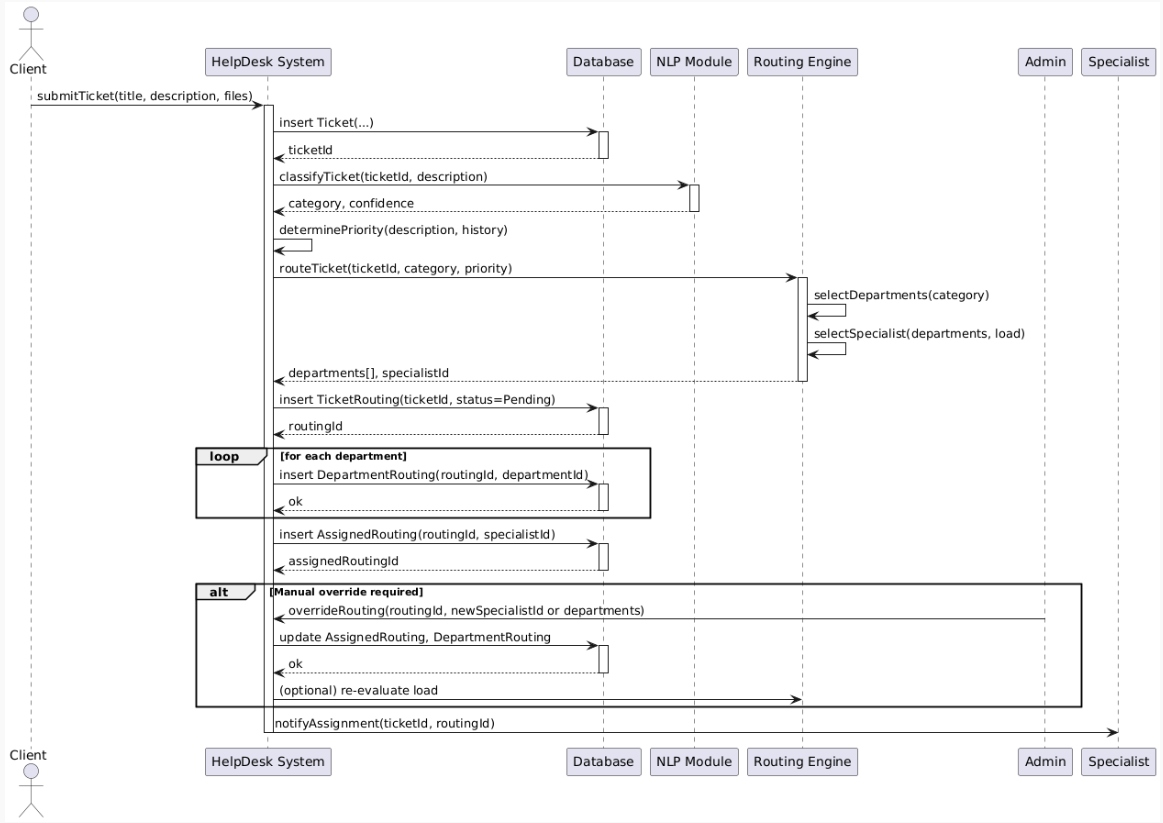 Client
HelpDesk System
Database
NLP Module
Routing Engine
Admin
Specialist
submitTicket(title, description, files)
insert Ticket(...)
ticketId
classifyTicket(ticketId, description)
category, confidence
determinePriority(description, history)
routeTicket(ticketId, category, priority)
selectDepartments(category)
selectSpecialist(departments, load)
departments[], specialistId
insert TicketRouting(ticketId, status=Pending)
routingId
loop
[for each department]
insert DepartmentRouting(routingId, departmentId)
ok
insert AssignedRouting(routingId, specialistId)
assignedRoutingId
alt
[Manual override required]
overrideRouting(routingId, newSpecialistId or departments)
update AssignedRouting, DepartmentRouting
ok
(optional) re-evaluate load
notifyAssignment(ticketId, routingId)
Client
HelpDesk System
Database
NLP Module
Routing Engine
Admin
Specialist